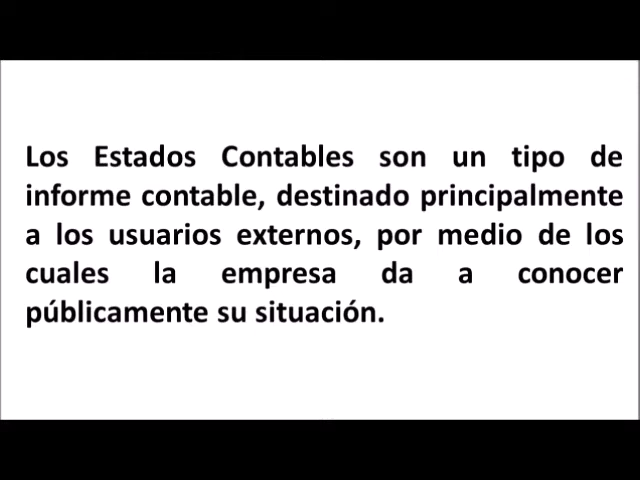 Los Estados Contables son un tipo de
informe contable, destinado principalmente
a los usuarios externos, por medio de los
cuales la empresa da a conocer
públicamente su situación.